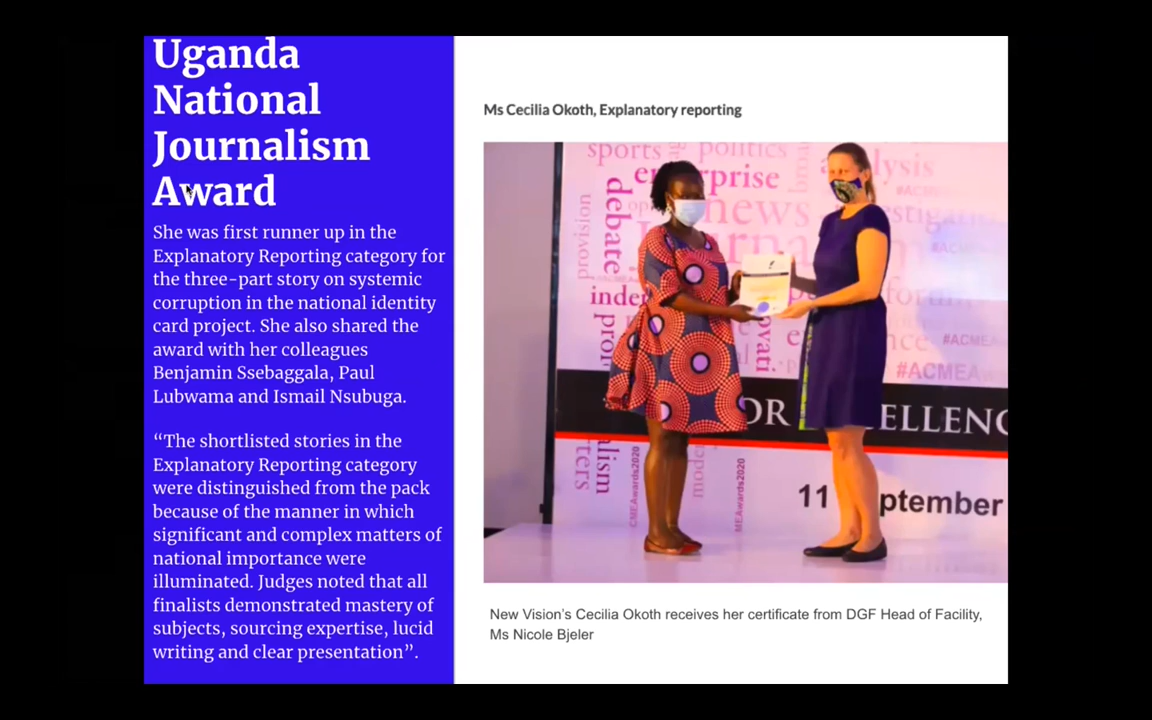 Uganda
National
Journalism
Award
She was first runner up in the
Explanatory Reporting category for
the three-part story on systemic
corruption in the national identity
card project. She also shared the
award with her colleagues
Benjamin Ssebaggala, Paul
Lubwama and Ismail Nsubuga.
“The shortlisted stories in the
Explanatory Reporting category
were distinguished from the pack
because of the manner in which
significant and complex matters of
national importance were
illuminated. Judges noted that all
finalists demonstrated mastery of
subjects, sourcing expertise, lucid
writing and clear presentation”.
Ms Cecilia Okoth, Explanatory reporting
sports politics
news
debate
provision
#ACMEA
11
ptember
MEAwards2020
New Vision’s Cecilia Okoth receives her certificate from DGF Head of Facility,
Ms Nicole Bjeler